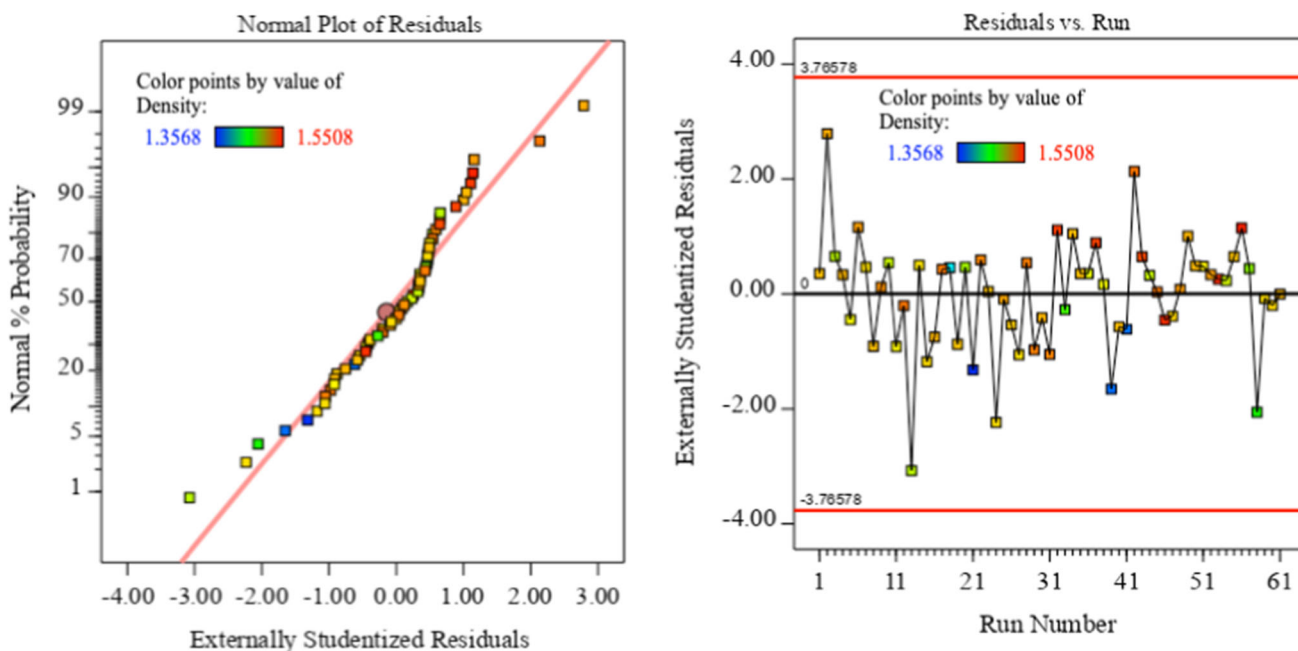 Normal Plot of Residuals
Color points by value of
Density:
1.3568 1.5508
99
90
70
50
20
5
1
Normal % Probability
-4.00 -3.00 -2.00 -1.00 0.00 1.00 2.00 3.00
Externally Studentized Residuals
Residuals vs. Run
4.00
3.76578
Color points by value of
Density:
1.3568 1.5508
2.00
0.00
0
-2.00
-3.76578
-4.00
Externally Studentized Residuals
1 11 21 31 41 51 61
Run Number